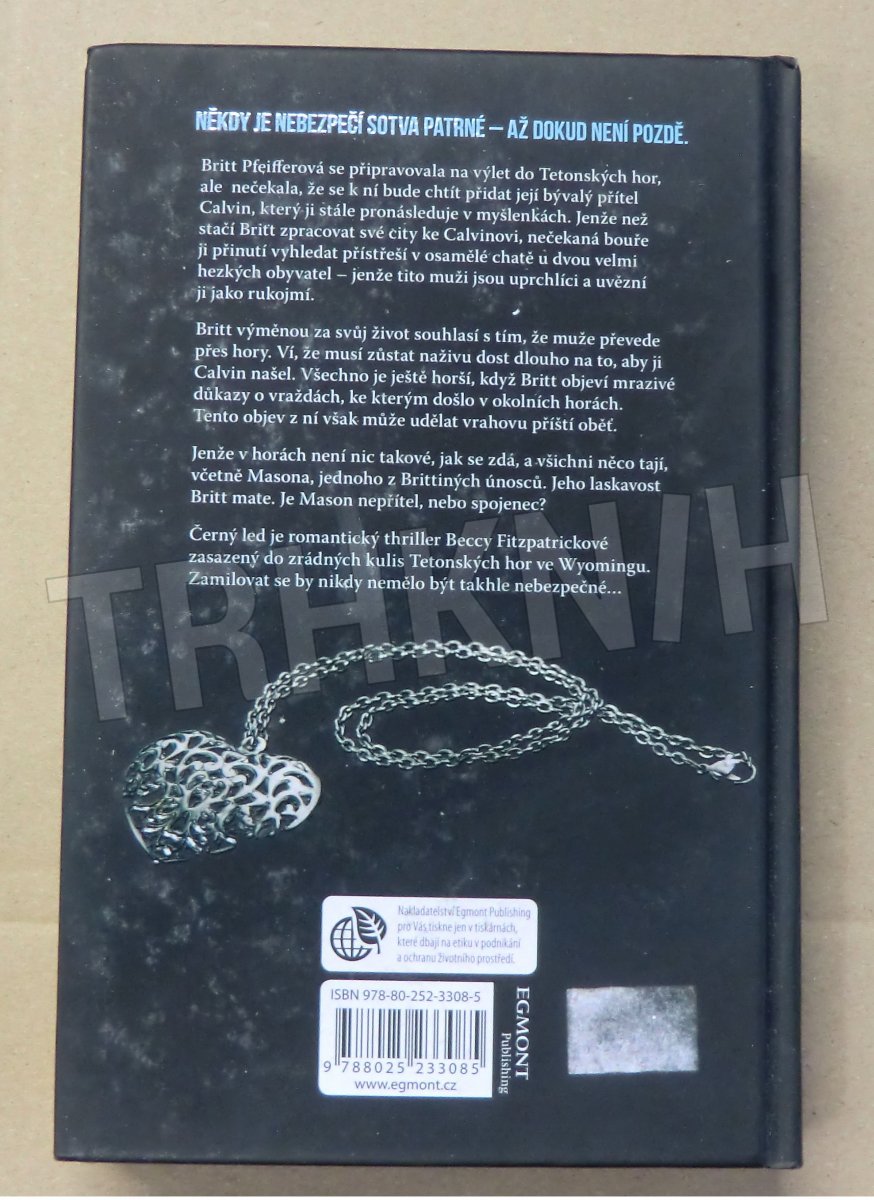 NĚKDY JE NEBEZPEČÍ SOTVA PATRNÉ – AŽ DOKUD NENÍ POZDĚ.
Britt Pfeifferová se připravovala na výlet do Tetonských hor,
ale nečekala, že se k ní bude chtít přidat její bývalý přítel
Calvin, který ji stále pronásleduje v myšlenkách. Jenže než
stačí Britt zpracovat své city ke Calvinovi, nečekaná bouře
ji přinutí vyhledat přístřeší v osamělé chatě u dvou velmi
hezkých obyvatel – jenže tito muži jsou uprchlíci a uvězní
ji jako rukojmí.
Britt výměnou za svůj život souhlasí s tím, že muže převede
přes hory. Ví, že musí zůstat naživu dost dlouho na to, aby ji
Calvin našel. Všechno je ještě horší, když Britt objeví mrazivé
důkazy o vraždách, ke kterým došlo v okolních horách.
Tento objev z ní však může udělat vrahovu příští oběť.
Jenže v horách není nic takové, jak se zdá, a všichni něco tají,
včetně Masona, jednoho z Brittiných únosců. Jeho laskavost
Britt mate. Je Mason nepřítel, nebo spojenec?
Černý led je romantický thriller Beccy Fitzpatrickové
zasazený do zrádných kulis Tetonských hor ve Wyomingu.
Zamilovat se by nikdy nemělo být takhle nebezpečné...
TRHKNIH
Nakladatelství Egmont Publishing
pro Vás tiskne jen v tiskárnách,
které dbají na etiku v podnikání
a ochranu životního prostředí.
ISBN 978-80-252-3308-5
9 788025 233085
www.egmont.cz
EGMONT
Publishing